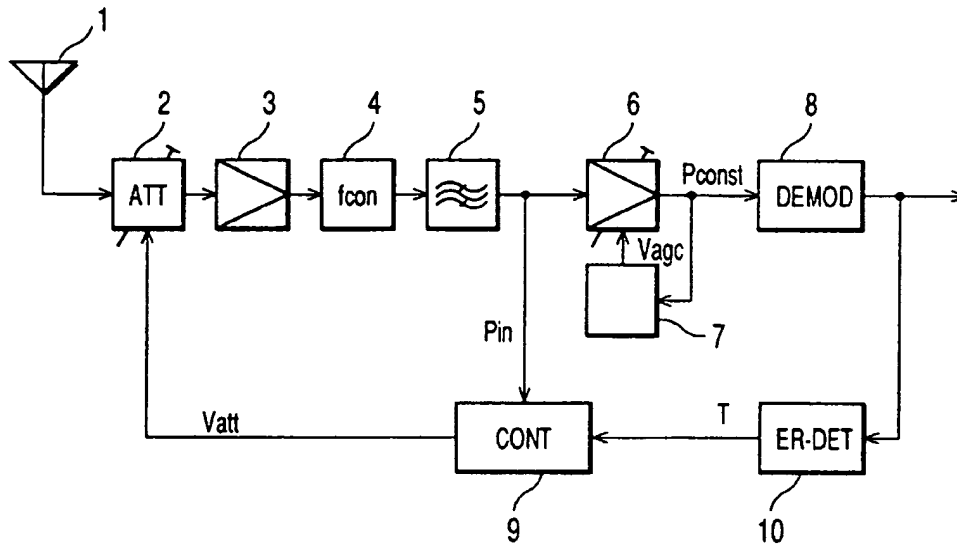 1
2
3
4
5
6
8
ATT
fcon
Pconst
DEMOD
Vagc
7
Pin
Vatt
CONT
T
ER-DET
9
10